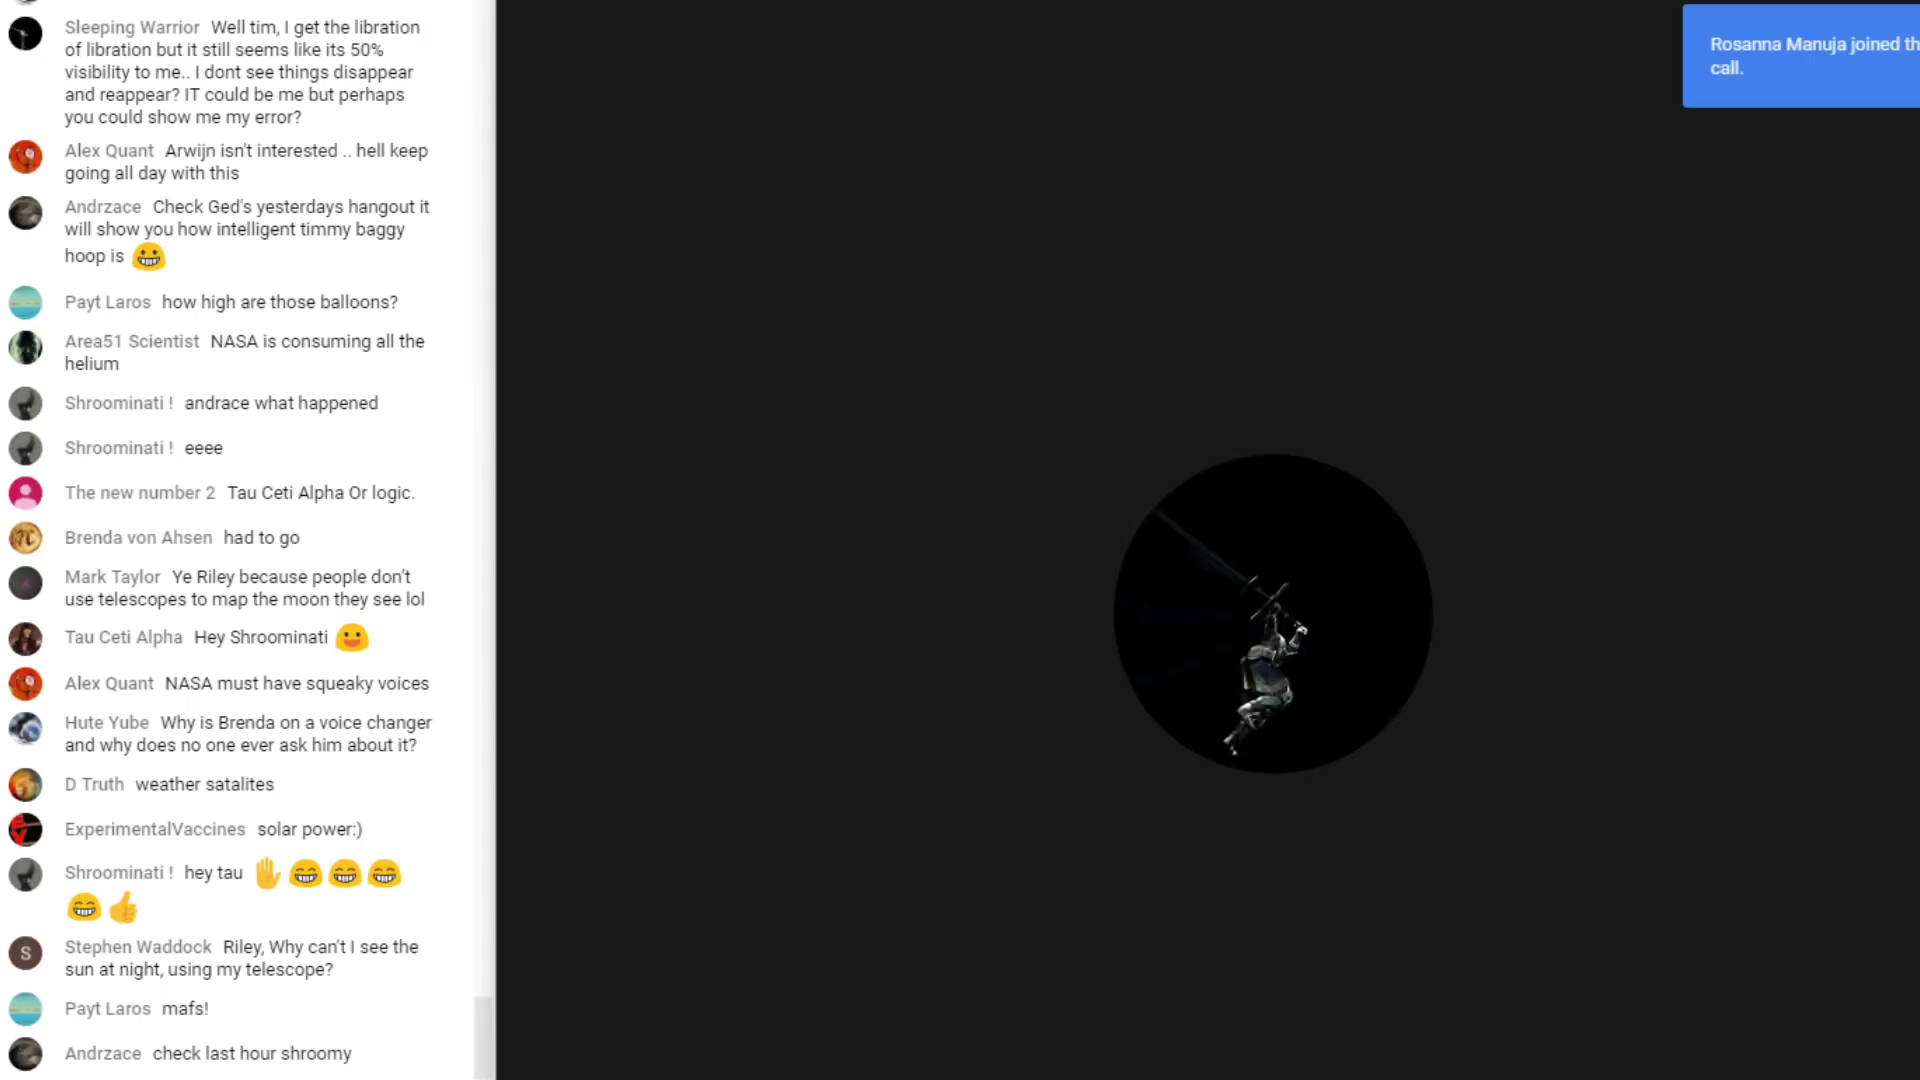 Sleeping Warrior Well tim, I get the libration
of libration but it still seems like its 50%
visibility to me.. I dont see things disappear
and reappear? IT could be me but perhaps
you could show me my error?
Alex Quant Arwijn isn't interested .. hell keep
going all day with this
Andrzace Check Ged's yesterdays hangout it
will show you how intelligent timmy baggy
hoop is
Payt Laros how high are those balloons?
Area51 Scientist NASA is consuming all the
helium
Shroominati ! andrace what happened
Shroominati ! eeee
The new number 2 Tau Ceti Alpha Or logic.
Brenda von Ahsen had to go
Mark Taylor Ye Riley because people don't
use telescopes to map the moon they see lol
Tau Ceti Alpha Hey Shroominati
Alex Quant NASA must have squeaky voices
Hute Yube Why is Brenda on a voice changer
and why does no one ever ask him about it?
D Truth weather satalites
ExperimentalVaccines solar power:)
Shroominati ! hey tau
S
Stephen Waddock Riley, Why can't I see the
sun at night, using my telescope?
Payt Laros mafs!
Andrzace check last hour shroomy
Rosanna Manuja joined th
call.